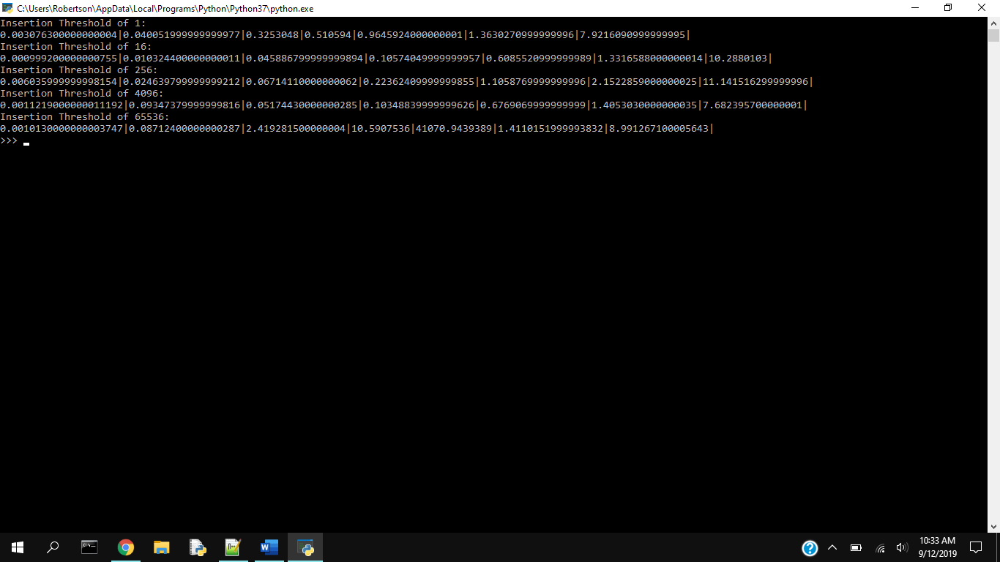 C:\Users\Robertson\AppData\Local\Programs\Python\Python37\python.exe
Insertion Threshold of 1:
0.003076300000000004|0.040051999999999977|0.3253048|0.510594|0.9645924000000001|1.3630270999999996|7.9216090999999995|
Insertion Threshold of 16:
0.000999200000000755|0.010324400000000011|0.045886799999999894|0.10574049999999957|0.6085520999999989|1.3316588000000014|10.2880103|
Insertion Threshold of 256:
0.006035999999998154|0.024639799999999212|0.06714110000000062|0.22362409999999855|1.1058769999999996|2.1522859000000025|11.141516299999996|
Insertion Threshold of 4096:
0.0011219000000011192|0.09347379999999816|0.05174430000000285|0.10348839999999626|0.6769069999999999|1.4053030000000035|7.682395700000001|
Insertion Threshold of 65536:
0.0010130000000003747|0.08712400000000287|2.419281500000004|10.5907536|41070.9439389|1.4110151999993832|8.991267100005643|
>>>
10:33 AM
9/12/2019